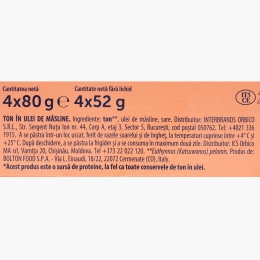 Cantitatea netă
Cantitate netă fără lichid
4x80 g e 4x52 g
TON ÎN ULEI DE MĂSLINE. Ingrediente: ton**, ulei de măsline, sare. Distribuitor: INTERBRANDS ORBICO
S.R.L., Str. Sergent Nuțu Ion nr. 44, Corp A, etaj 3, Sector 5, București, cod poștal 050762. Tel: +4021 336
1915. A se păstra într-un loc uscat, ferit de razele soarelui și de îngheț, la temperaturi cuprinse între +4°C și
+25°C. După deschidere, a se păstra la frigider și a se consuma în maximum două zile. Distribuitor: ICS Orbico
MA srl, Varnița 20, Chișinău, Moldova. Tel +373 22 022 120. **Euthynnus (Katsuwonus) pelamis. Produs de:
BOLTON FOOD S.P.A. - Via L. Einaudi, 18/22, 22072 Cermenate (CO), ITALIA.
Acest produs este o sursă de proteine, la fel ca toate conservele de ton în ulei.
ITS
CE